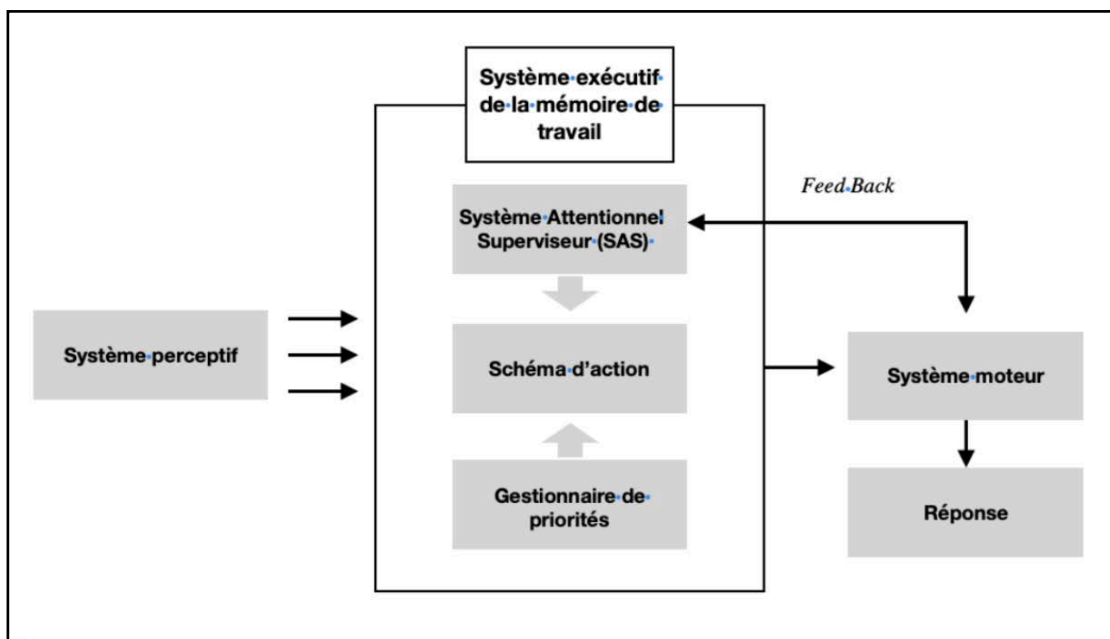 Système exécutif
de la mémoire de
travail
Feed Back
Système Attentionnel
Superviseur (SAS)
Système perceptif
Schéma d'action
Système moteur
Gestionnaire de
priorités
Réponse